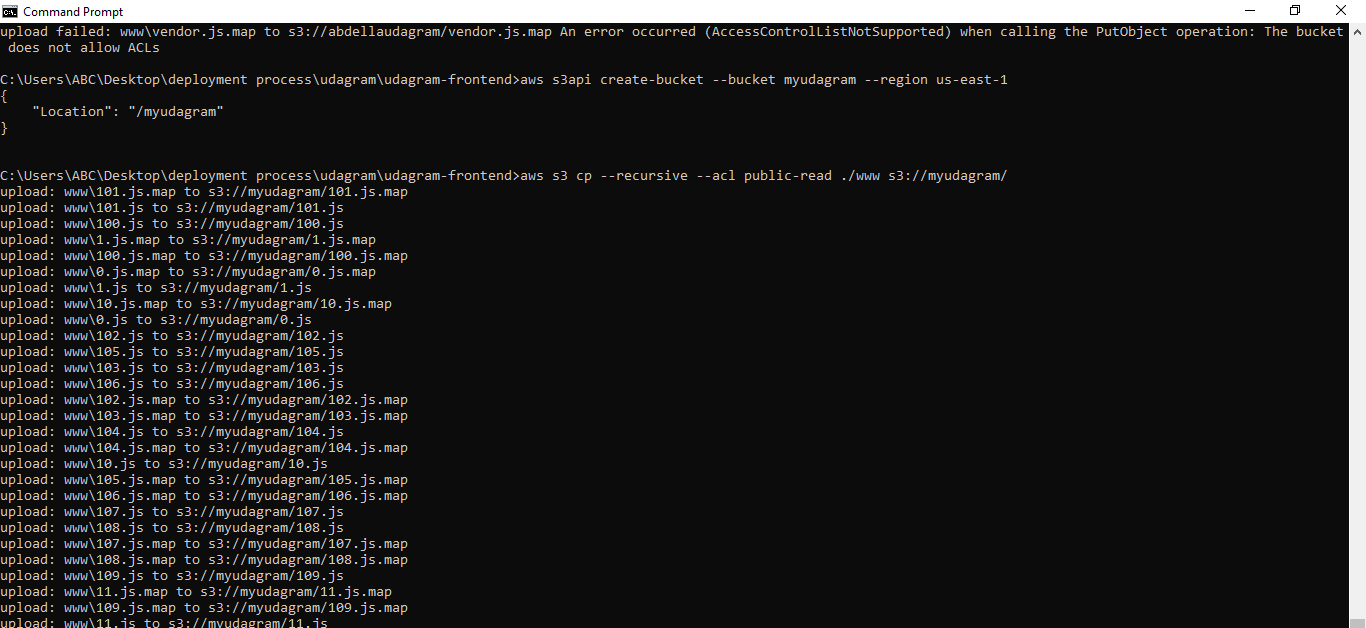 Command Prompt
upload failed: www\vendor.js.map to s3://abdellaudagram/vendor.js.map An error occurred (AccessControlListNotSupported) when calling the PutObject operation: The bucket
does not allow ACLs
C:\Users\ABC\Desktop\deployment process\udagram\udagram-frontend>aws s3api create-bucket --bucket myudagram --region us-east-1
{
"Location": "/myudagram"
}
C:\Users\ABC\Desktop\deployment process\udagram\udagram-frontend>aws s3 cp --recursive --acl public-read ./www s3://myudagram/
upload: www\101.js.map to s3://myudagram/101.js.map
upload: www\101.js to s3://myudagram/101.js
upload: www\100.js to s3://myudagram/100.js
upload: www\1.js.map to s3://myudagram/1.js.map
upload: www\100.js.map to s3://myudagram/100.js.map
upload: www\0.js.map to s3://myudagram/0.js.map
upload: www\1.js to s3://myudagram/1.js
upload: www\10.js.map to s3://myudagram/10.js.map
upload: www\0.js to s3://myudagram/0.js
upload: www\102.js to s3://myudagram/102.js
upload: www\105.js to s3://myudagram/105.js
upload: www\103.js to s3://myudagram/103.js
upload: www\106.js to s3://myudagram/106.js
upload: www\102.js.map to s3://myudagram/102.js.map
upload: www\103.js.map to s3://myudagram/103.js.map
upload: www\104.js to s3://myudagram/104.js
upload: www\104.js.map to s3://myudagram/104.js.map
upload: www\10.js to s3://myudagram/10.js
upload: www\105.js.map to s3://myudagram/105.js.map
upload: www\106.js.map to s3://myudagram/106.js.map
upload: www\107.js to s3://myudagram/107.js
upload: www\108.js to s3://myudagram/108.js
upload: www\107.js.map to s3://myudagram/107.js.map
upload: www\108.js.map to s3://myudagram/108.js.map
upload: www\109.js to s3://myudagram/109.js
upload: www\11.js.map to s3://myudagram/11.js.map
upload: www\109.js.map to s3://myudagram/109.js.map
upload: www\11.js to s3://myudagram/11.js